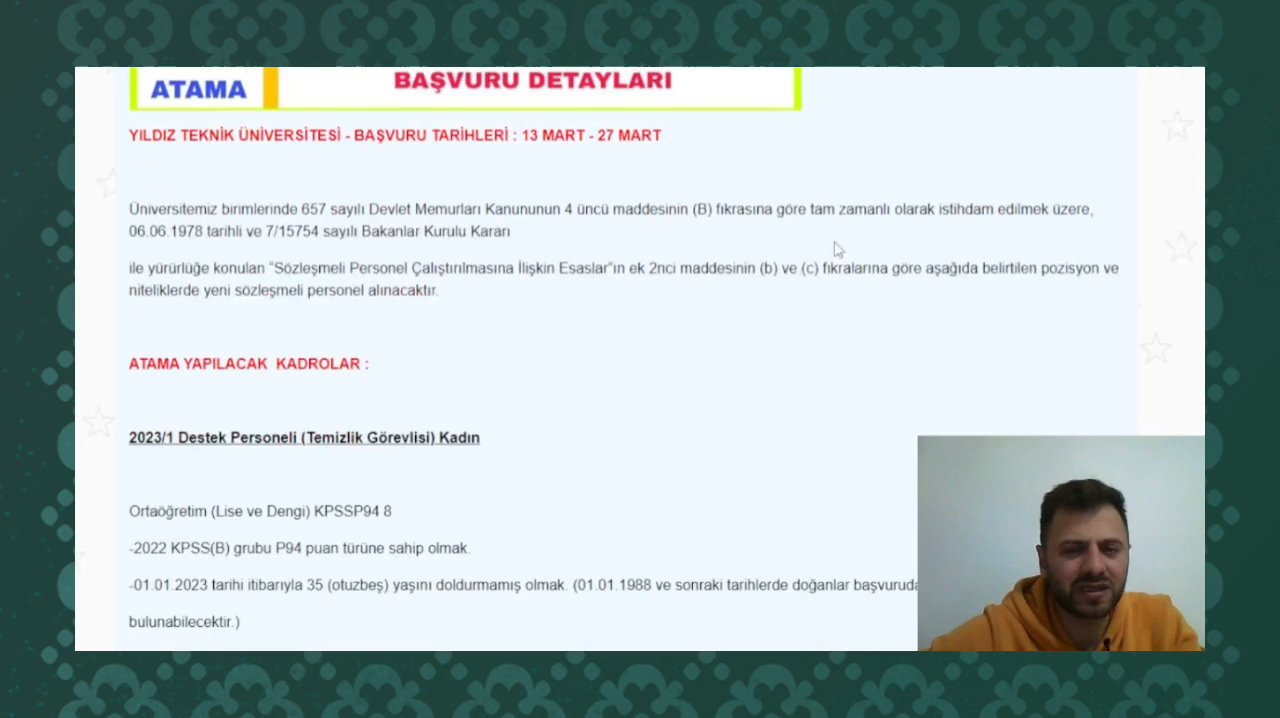 ATAMA
BAŞVURU DETAYLARI
YILDIZ TEKNİK ÜNİVERSİTESİ - BAŞVURU TARİHLERİ : 13 MART - 27 MART
Üniversitemiz birimlerinde 657 sayılı Devlet Memurları Kanununun 4 üncü maddesinin (B) fıkrasına göre tam zamanlı olarak istihdam edilmek üzere,
06.06.1978 tarihli ve 7/15754 sayılı Bakanlar Kurulu Kararı
ile yürürlüğe konulan “Sözleşmeli Personel Çalıştırılmasına İlişkin Esaslar”ın ek 2nci maddesinin (b) ve (c) fıkralarına göre aşağıda belirtilen pozisyon ve
niteliklerde yeni sözleşmeli personel alınacaktır.
ATAMA YAPILACAK KADROLAR :
2023/1 Destek Personeli (Temizlik Görevlisi) Kadın
Ortaöğretim (Lise ve Dengi) KPSSP94 8
-2022 KPSS(B) grubu P94 puan türüne sahip olmak.
-01.01.2023 tarihi itibarıyla 35 (otuzbeş) yaşını doldurmamış olmak. (01.01.1988 ve sonraki tarihlerde doğanlar başvuruda
bulunabilecektir.)